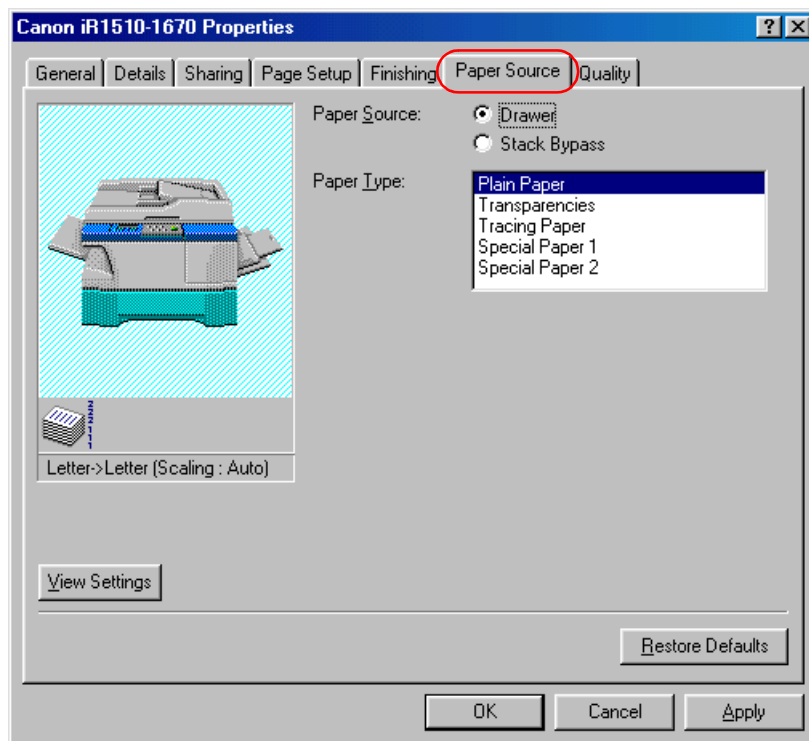 Canon iR1510-1670 Properties
General Details Sharing Page Setup Finishing Paper Source Quality
Paper Source: Drawer
Stack Bypass
Paper Type: Plain Paper
Transparencies
Tracing Paper
Special Paper 1
Special Paper 2
222111
Letter->Letter (Scaling : Auto)
View Settings
Restore Defaults
OK Cancel Apply